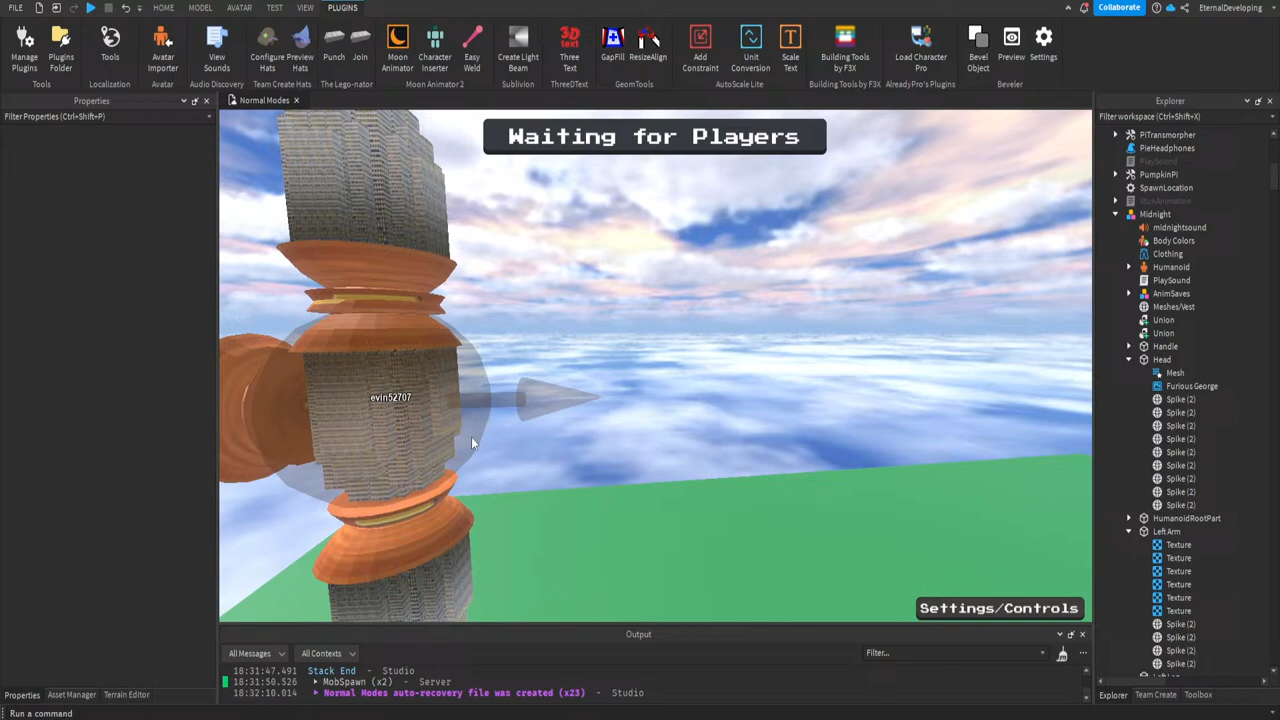 FILE HOME MODEL AVATAR TEST VIEW PLUGINS Collaborate EternalDeveloping
Manage Plugins
Plugins Folder
Tools
Avatar Importer
View Sounds
Configure Hats
Preview Hats
Punch
Join
Moon Animator
Character Inserter
Easy Weld
Create Light Beam
3D text
Three Text
GapFill
ResizeAlign
Add Constraint
Unit Conversion
T
Scale Text
Building Tools by F3X
Load Character Pro
Bevel Object
Preview
Settings
Tools Localization Avatar Audio Discovery Team Create Hats The Lego-nator Moon Animator 2 Sublivion ThreeDText GeomTools AutoScale Lite Building Tools by F3X AlreadyPro's Plugins Beveler
Properties
Filter Properties (Ctrl+Shift+P)
Normal Modes
Explorer
Filter workspace (Ctrl+Shift+X)
Waiting for Players
evin52707
Settings/Controls
PiTransmorpher
PieHeadphones
PlaySound
PumpkinPI
SpawnLocation
StunAnimation
Midnight
midnightsound
Body Colors
Clothing
Humanoid
PlaySound
AnimSaves
Meshes/Vest
Union
Union
Handle
Head
Mesh
Furious George
Spike (2)
Spike (2)
Spike (2)
Spike (2)
Spike (2)
Spike (2)
Spike (2)
Spike (2)
Spike (2)
HumanoidRootPart
Left Arm
Texture
Texture
Texture
Texture
Texture
Texture
Spike (2)
Spike (2)
Spike (2)
Spike (2)
Output
All Messages All Contexts Filter...
18:31:47.491 Stack End - Studio
18:31:50.526 MobSpawn (x2) - Server
18:32:10.014 Normal Modes auto-recovery file was created (x23) - Studio
Properties Asset Manager Terrain Editor
Explorer Team Create Toolbox
Run a command